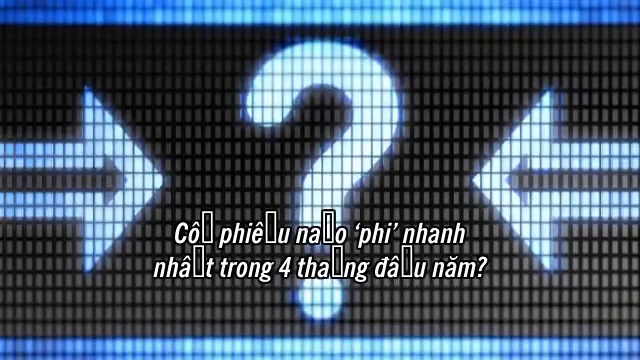 Cổ phiếu nào ‘phi’ nhanh
nhất trong 4 tháng đầu năm?